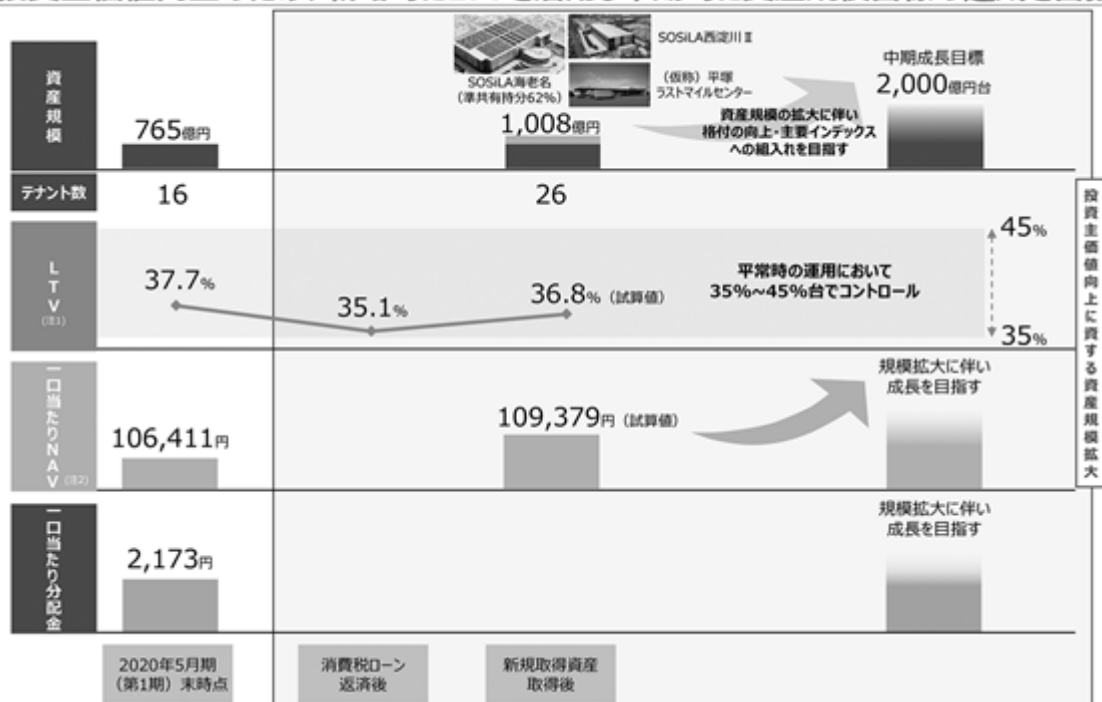 資産規模
765億円
SOSiLA海老名
(準共有持分62%)
SOSiLA西淀川Ⅱ
(仮称)平塚
ラストマイルセンター
1,008億円
資産規模の拡大に伴い
格付の向上・主要インデックス
への組入れを目指す
中期成長目標
2,000億円台
テナント数
16
26
LTV
(注1)
37.7%
35.1%
36.8%(試算値)
平常時の運用において
35%~45%台でコントロール
45%
35%
一口当たりNAV
(注2)
106,411円
109,379円(試算値)
規模拡大に伴い
成長を目指す
一口当たり分配金
2,173円
規模拡大に伴い
成長を目指す
投資主価値向上に資する資産規模拡大
2020年5月期
(第1期)末時点
消費税ローン
返済後
新規取得資産
取得後